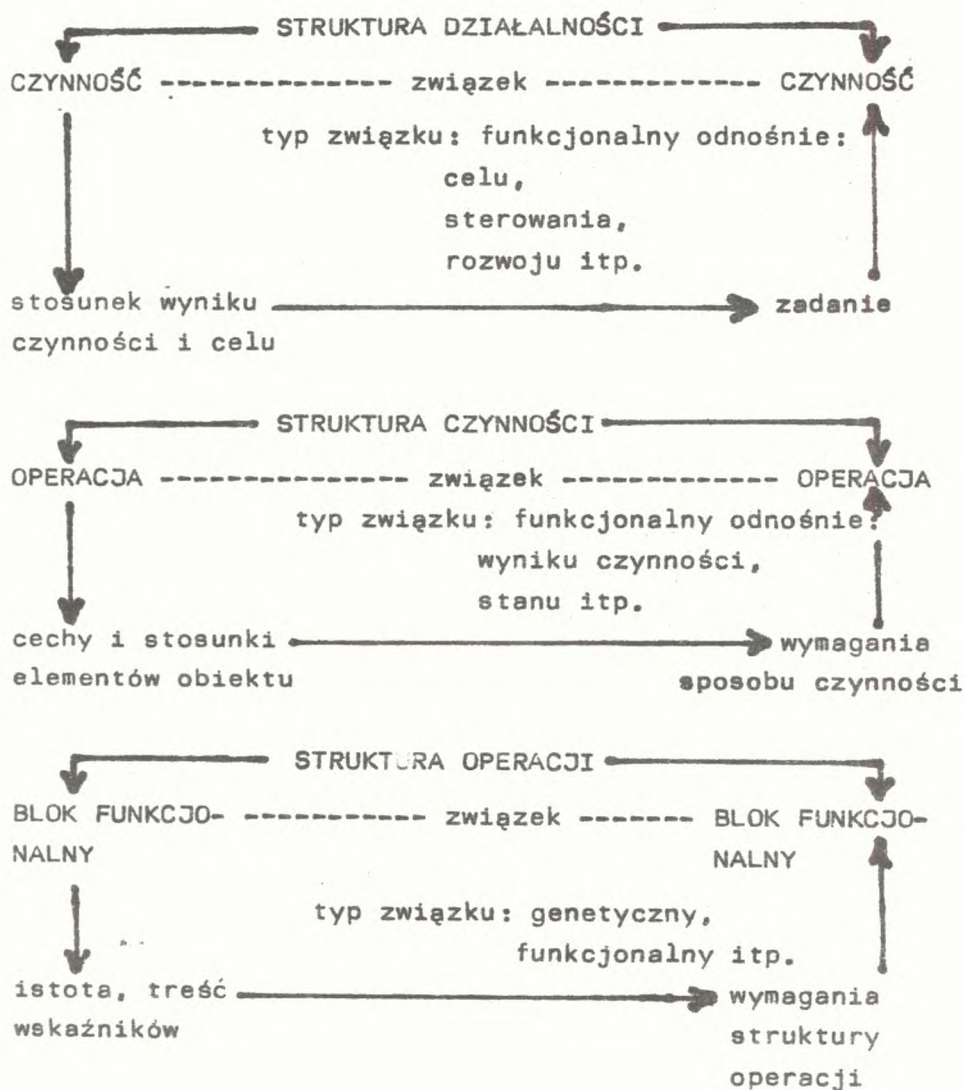 STRUKTURA DZIAŁALNOŚCI
CZYNNOŚĆ ------------- związek ------------ CZYNNOŚĆ
typ związku: funkcjonalny odnośnie:
celu,
sterowania,
rozwoju itp.
stosunek wyniku zadanie
czynności i celu
STRUKTURA CZYNNOŚCI
OPERACJA -------------- związek ------------- OPERACJA
typ związku: funkcjonalny odnośnie:
wyniku czynności,
stanu itp.
cechy i stosunki wymagania
elementów obiektu sposobu czynności
STRUKTURA OPERACJI
BLOK FUNKCJO- ----------- związek ------- BLOK FUNKCJO-
NALNY NALNY
typ związku: genetyczny,
funkcjonalny itp.
istota, treść wymagania
wskaźników struktury
operacji